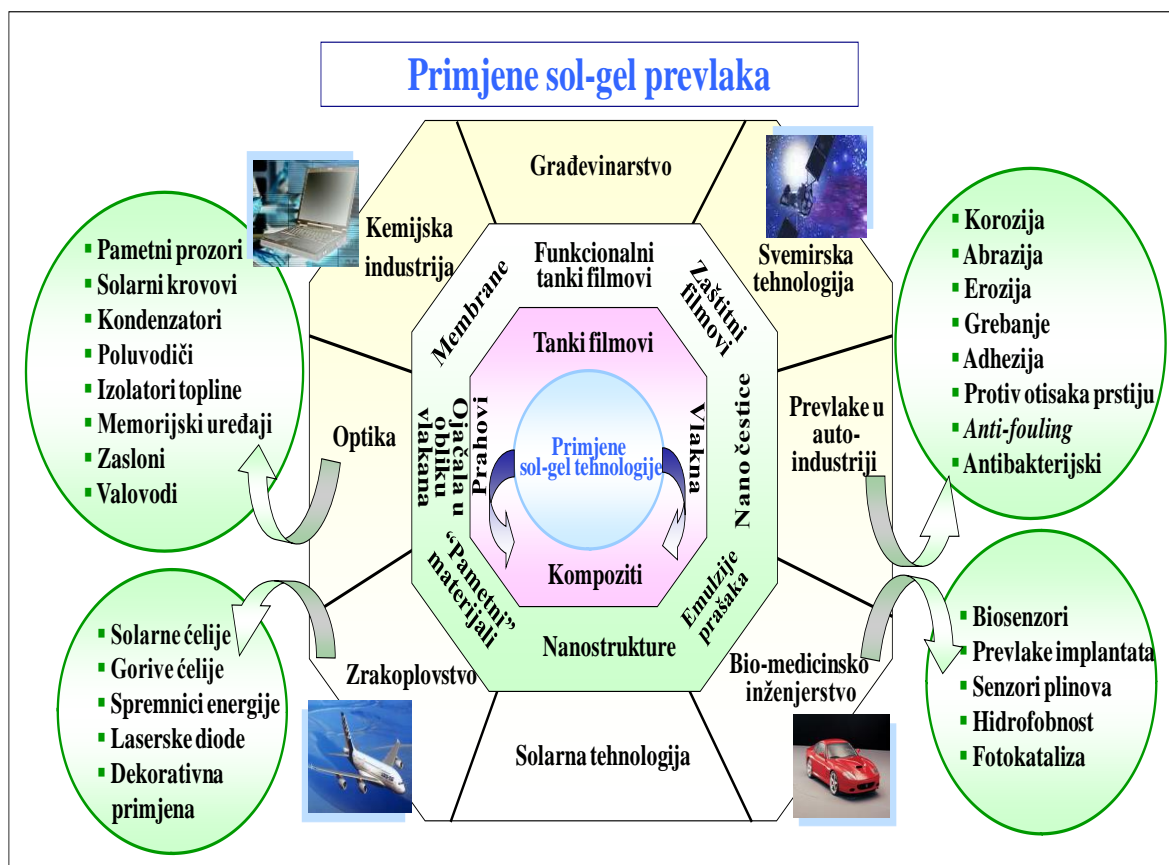 Primjene sol-gel prevlaka
Građevinarstvo
Kemijska
industrija
Svemirska
tehnologija
Optika
Prevlake u
auto-
industriji
Zrakoplovstvo
Bio-medicinsko
inženjerstvo
Solarna tehnologija
Funkcionalni
tanki filmovi
Membrane
Zaštitni
filmovi
Ojačala u
obliku
vlakana
Nano čestice
“Pametni”
materijali
Emulzije
prašaka
Nanostrukture
Tanki filmovi
Prahovi
Vlakna
Kompoziti
Primjene
sol-gel tehnologije
▪ Pametni prozori
▪ Solarni krovovi
▪ Kondenzatori
▪ Poluvodiči
▪ Izolatori topline
▪ Memorijski uređaji
▪ Zasloni
▪ Valovodi
▪ Solarne ćelije
▪ Gorive ćelije
▪ Spremnici energije
▪ Laserske diode
▪ Dekorativna
primjena
▪ Korozija
▪ Abrazija
▪ Erozija
▪ Grebanje
▪ Adhezija
▪ Protiv otisaka prstiju
▪ Anti-fouling
▪ Antibakterijski
▪ Biosenzori
▪ Prevlake implantata
▪ Senzori plinova
▪ Hidrofobnost
▪ Fotokataliza